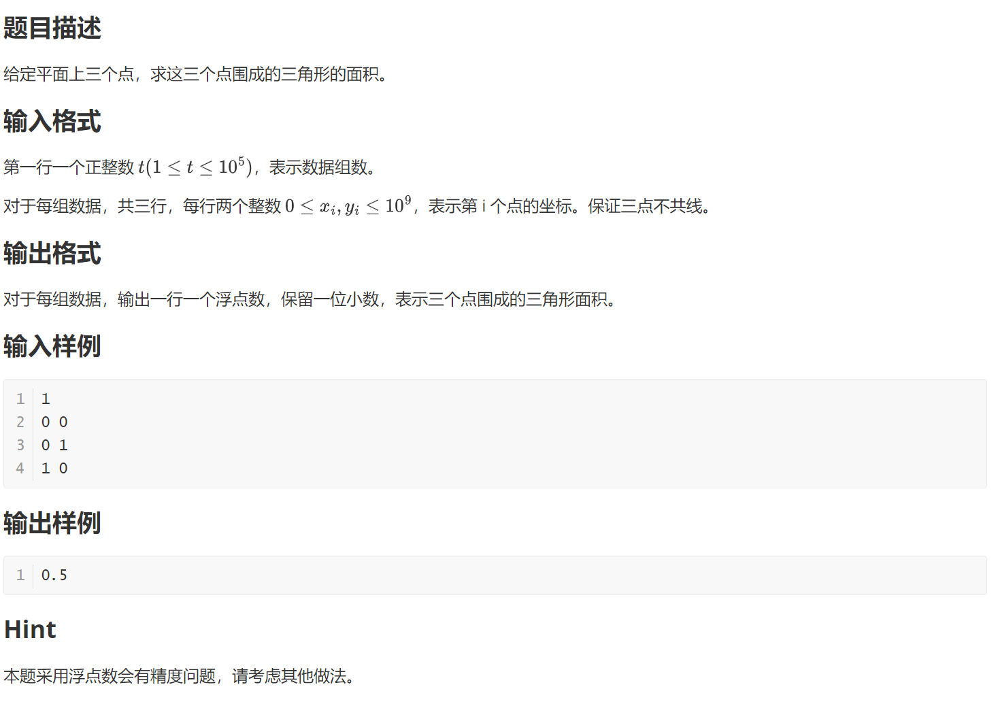 题目描述
给定平面上三个点，求这三个点围成的三角形的面积。
输入格式
第一行一个正整数 t(1 ≤ t ≤ 10^5)，表示数据组数。
对于每组数据，共三行，每行两个整数 0 ≤ x_i, y_i ≤ 10^9，表示第 i 个点的坐标。保证三点不共线。
输出格式
对于每组数据，输出一行一个浮点数，保留一位小数，表示三个点围成的三角形面积。
输入样例
1 1
2 0 0
3 0 1
4 1 0
输出样例
1 0.5
Hint
本题采用浮点数会有精度问题，请考虑其他做法。